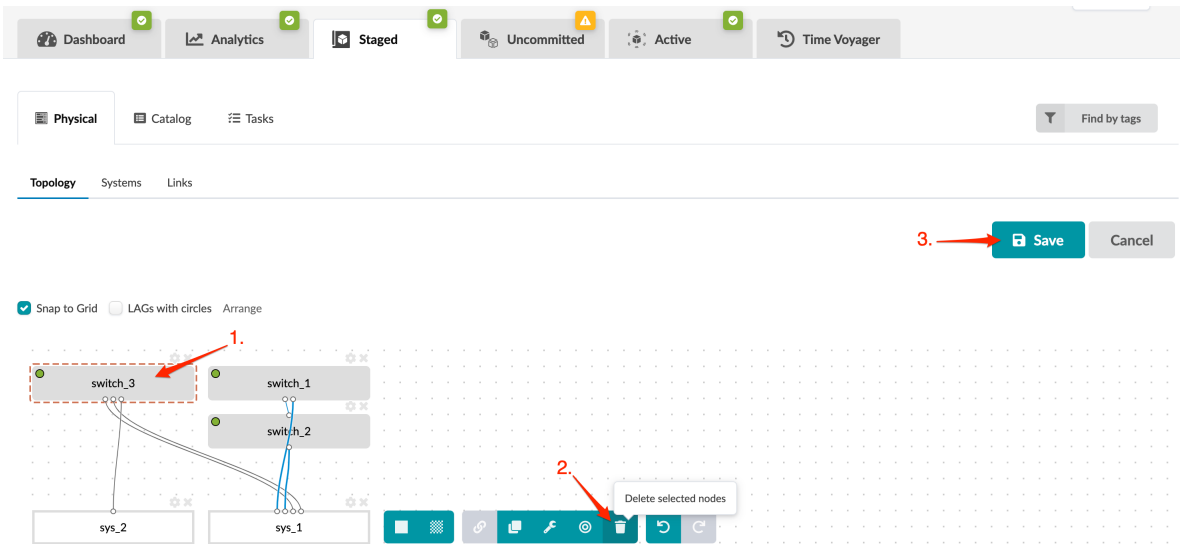 Dashboard Analytics Staged Uncommitted Active Time Voyager
Physical Catalog Tasks Find by tags
Topology Systems Links
3. Save Cancel
Snap to Grid LAGs with circles Arrange
1.
switch_3 switch_1
switch_2
2.
Delete selected nodes
sys_2 sys_1